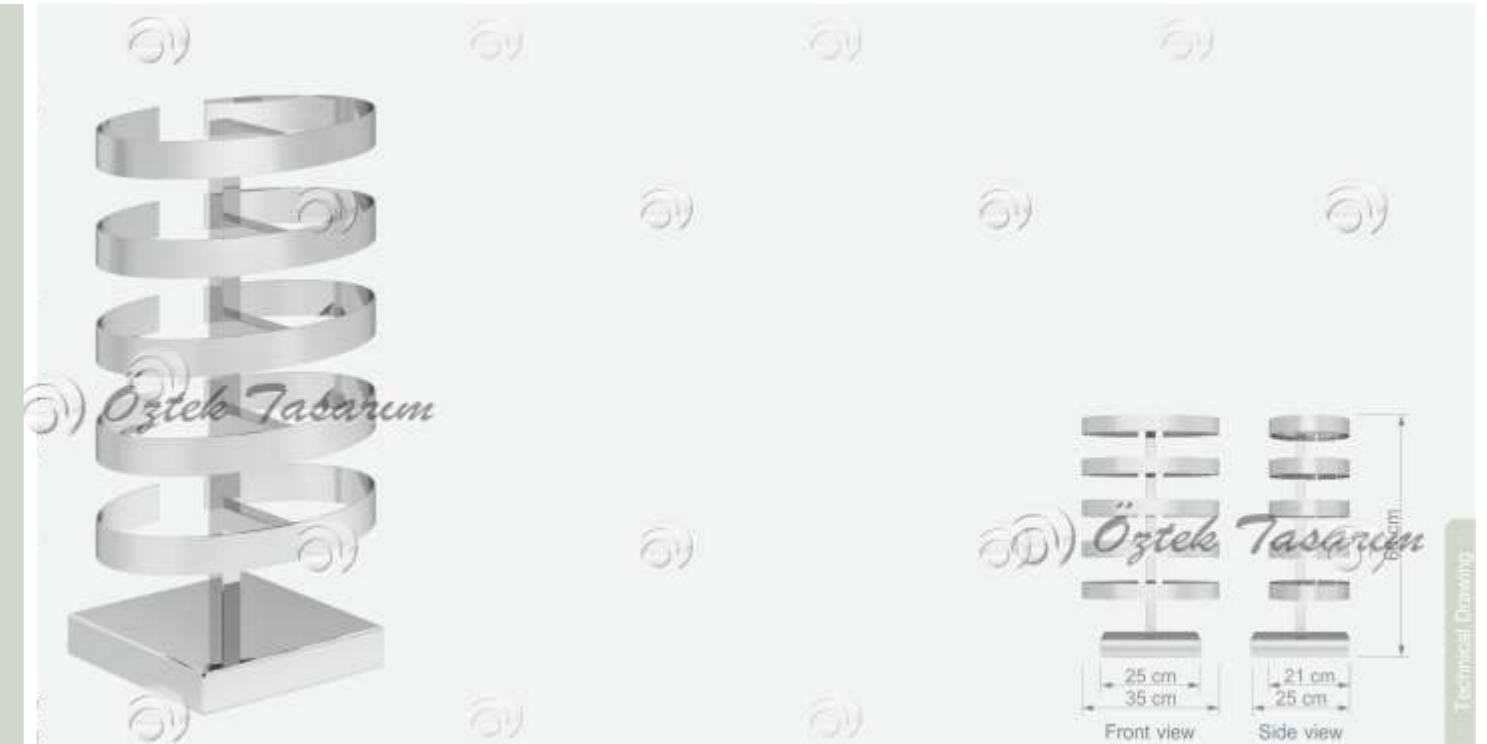 Öztek Tasarım
Öztek Tasarım
25 cm
35 cm
Front view
21 cm
25 cm
Side view
Technical Drawing